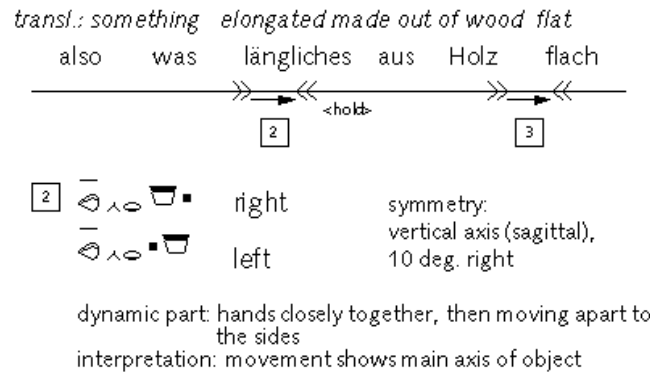 transl.: something elongated made out of wood flat
also was längliches aus Holz flach
<hold>
2 3
2 right
left
symmetry:
vertical axis (sagittal),
10 deg. right
dynamic part: hands closely together, then moving apart to
the sides
interpretation: movement shows main axis of object